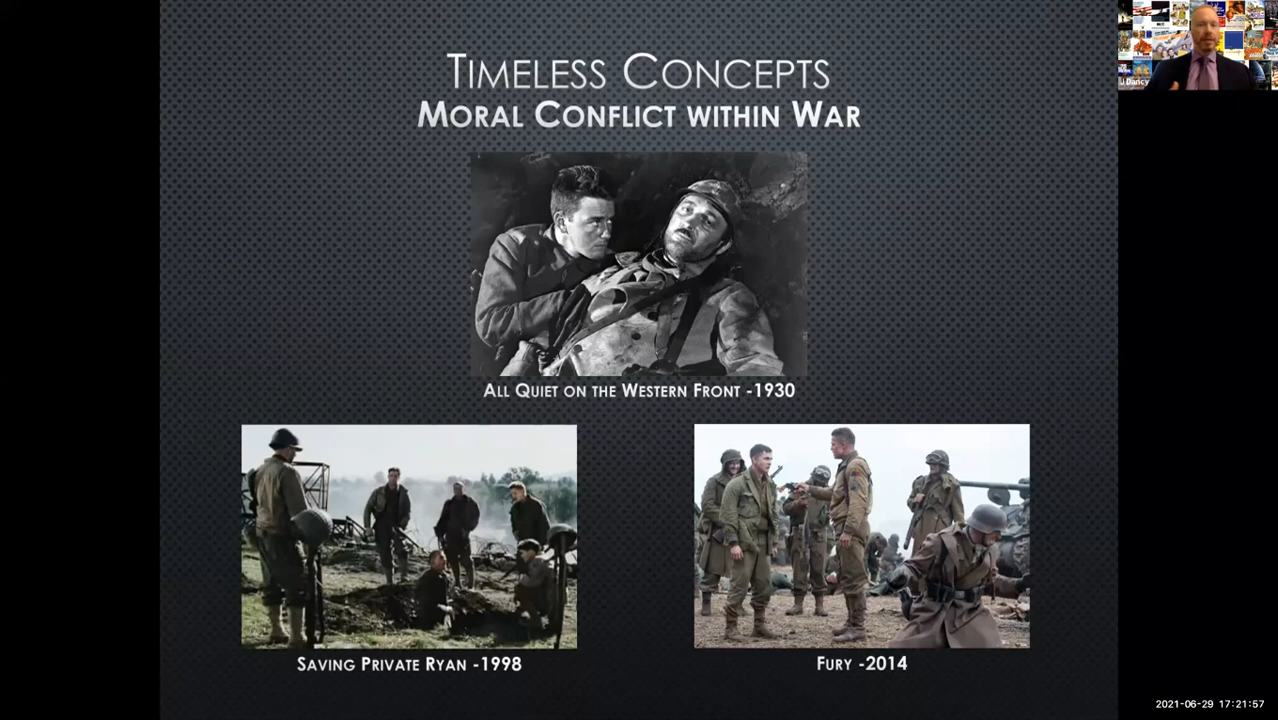 TIMELESS CONCEPTS
MORAL CONFLICT WITHIN WAR
ALL QUIET ON THE WESTERN FRONT -1930
SAVING PRIVATE RYAN -1998
FURY -2014
J Dancy
2021-06-29 17:21:57